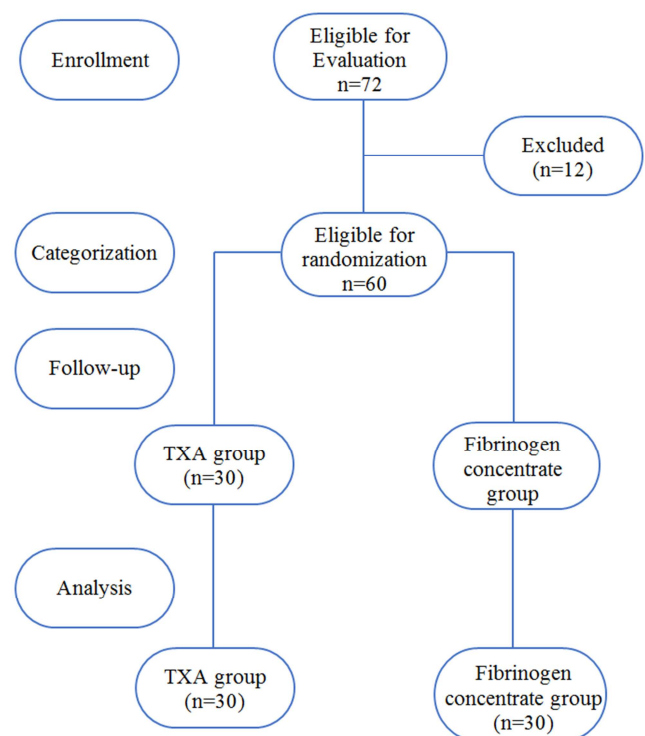 Enrollment
Eligible for
Evaluation
n=72
Excluded
(n=12)
Categorization
Eligible for
randomization
n=60
Follow-up
TXA group
(n=30)
Fibrinogen
concentrate
group
Analysis
TXA group
(n=30)
Fibrinogen
concentrate group
(n=30)